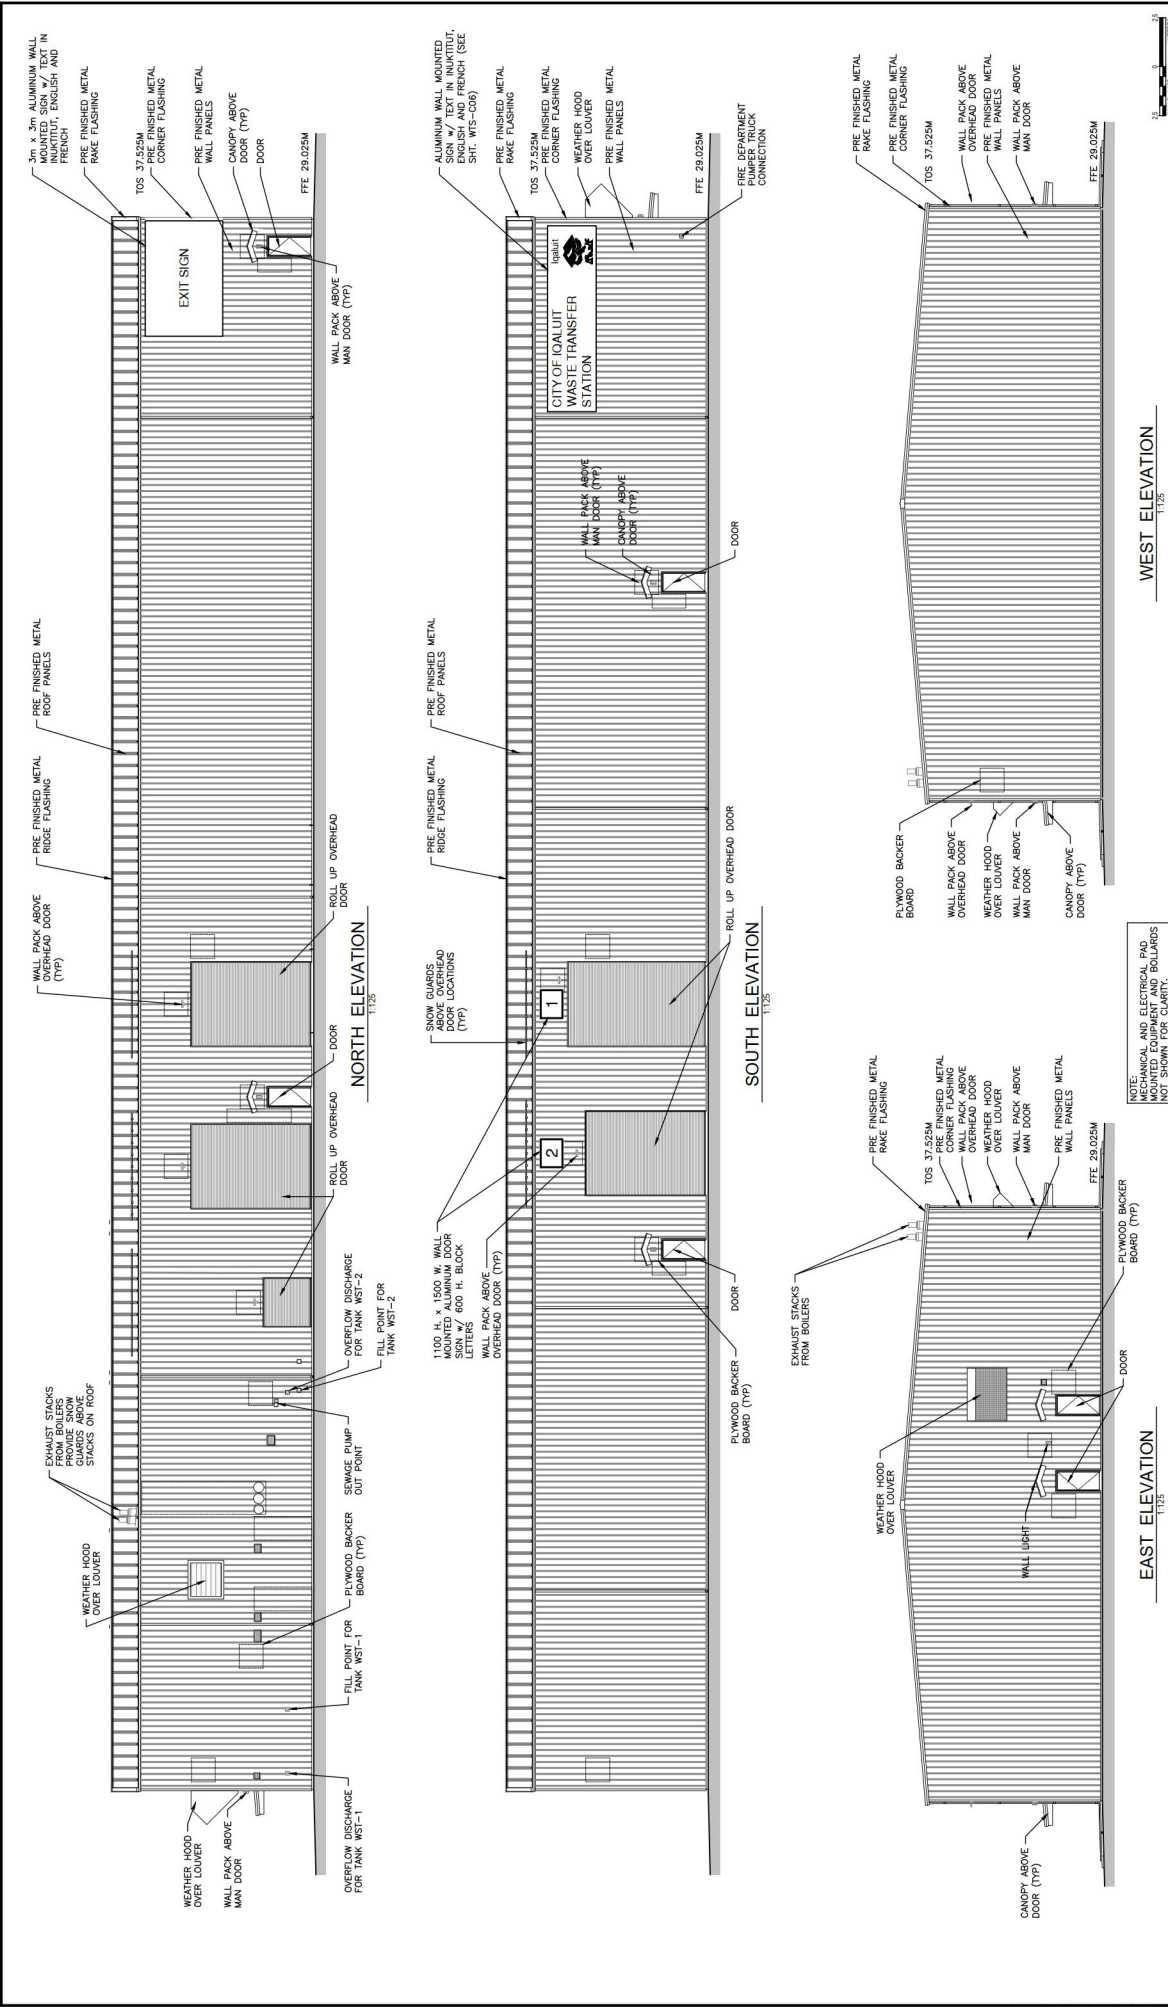 WEATHER HOOD
OVER LOUVER
WALL PACK ABOVE
MAN DOOR
OVERFLOW DISCHARGE
FOR TANK WST-1
FILL POINT FOR
TANK WST-1
WEATHER HOOD
OVER LOUVER
PLYWOOD BACKER
BOARD (TYP)
EXHAUST STACKS
FROM BOILERS
PROVIDE SNOW
GUARDS ABOVE
STACKS ON ROOF
SEWAGE PUMP
OUT POINT
OVERFLOW DISCHARGE
FOR TANK WST-2
FILL POINT FOR
TANK WST-2
ROLL UP OVERHEAD
DOOR
DOOR
WALL PACK ABOVE
OVERHEAD DOOR
(TYP)
ROLL UP OVERHEAD
DOOR
PRE FINISHED METAL
RIDGE FLASHING
PRE FINISHED METAL
ROOF PANELS
WALL PACK ABOVE
MAN DOOR (TYP)
EXIT SIGN
3m x 3m ALUMINUM WALL
MOUNTED SIGN w/ TEXT IN
INUKTITUT, ENGLISH AND
FRENCH
PRE FINISHED METAL
RAKE FLASHING
TOS 37.525M
PRE FINISHED METAL
CORNER FLASHING
PRE FINISHED METAL
WALL PANELS
CANOPY ABOVE
DOOR (TYP)
DOOR
FFE 29.025M
NORTH ELEVATION
1:125
1100 H. x 1500 W. WALL
MOUNTED ALUMINUM DOOR
SIGN w/ 600 H. BLOCK
LETTERS
WALL PACK ABOVE
OVERHEAD DOOR (TYP)
PLYWOOD BACKER
BOARD (TYP)
DOOR
2
SNOW GUARDS
ABOVE OVERHEAD
DOOR LOCATIONS
(TYP)
1
ROLL UP OVERHEAD DOOR
PRE FINISHED METAL
RIDGE FLASHING
PRE FINISHED METAL
ROOF PANELS
WALL PACK ABOVE
MAN DOOR (TYP)
CANOPY ABOVE
DOOR (TYP)
DOOR
CITY OF IQALUIT
WASTE TRANSFER
STATION
Iqaluit
ALUMINUM WALL MOUNTED
SIGN w/ TEXT IN INUKTITUT,
ENGLISH AND FRENCH (SEE
SHT. WTS-C06)
PRE FINISHED METAL
RAKE FLASHING
TOS 37.525M
PRE FINISHED METAL
CORNER FLASHING
WEATHER HOOD
OVER LOUVER
PRE FINISHED METAL
WALL PANELS
FFE 29.025M
FIRE DEPARTMENT
PUMPER TRUCK
CONNECTION
SOUTH ELEVATION
1:125
CANOPY ABOVE
DOOR (TYP)
WEATHER HOOD
OVER LOUVER
WALL LIGHT
EXHAUST STACKS
FROM BOILERS
DOOR
PLYWOOD BACKER
BOARD (TYP)
PRE FINISHED METAL
RAKE FLASHING
TOS 37.525M
PRE FINISHED METAL
CORNER FLASHING
WALL PACK ABOVE
OVERHEAD DOOR
WEATHER HOOD
OVER LOUVER
WALL PACK ABOVE
MAN DOOR
PRE FINISHED METAL
WALL PANELS
FFE 29.025M
EAST ELEVATION
1:125
NOTE:
MECHANICAL AND ELECTRICAL PAD
MOUNTED EQUIPMENT AND BOLLARDS
NOT SHOWN FOR CLARITY.
PLYWOOD BACKER
BOARD
WALL PACK ABOVE
OVERHEAD DOOR
WEATHER HOOD
OVER LOUVER
WALL PACK ABOVE
MAN DOOR
CANOPY ABOVE
DOOR (TYP)
PRE FINISHED METAL
RAKE FLASHING
PRE FINISHED METAL
CORNER FLASHING
TOS 37.525M
WALL PACK ABOVE
OVERHEAD DOOR
PRE FINISHED METAL
WALL PANELS
WALL PACK ABOVE
MAN DOOR
FFE 29.025M
WEST ELEVATION
1:125
2.5 0 2.5